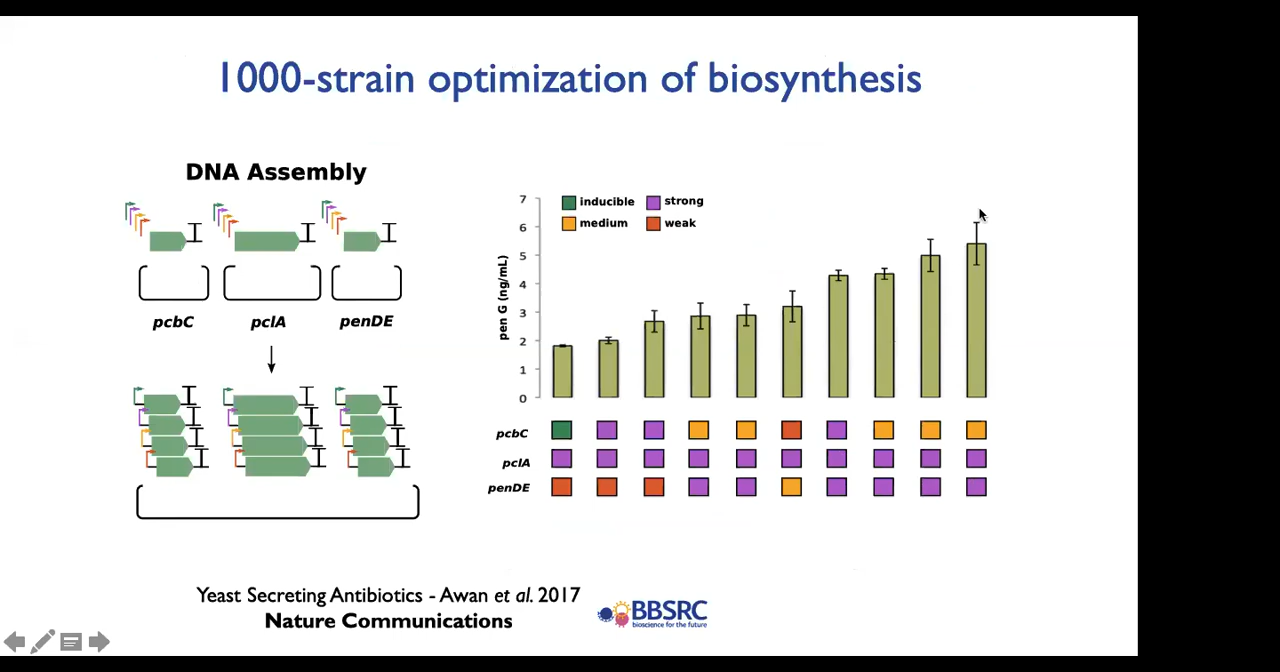 1000-strain optimization of biosynthesis
DNA Assembly
pcbC pclA penDE
7
6
5
4
3
2
1
0
pen G (ng/mL)
inducible strong
medium weak
pcbC
pclA
penDE
Yeast Secreting Antibiotics - Awan et al. 2017
Nature Communications
BBSRC
bioscience for the future